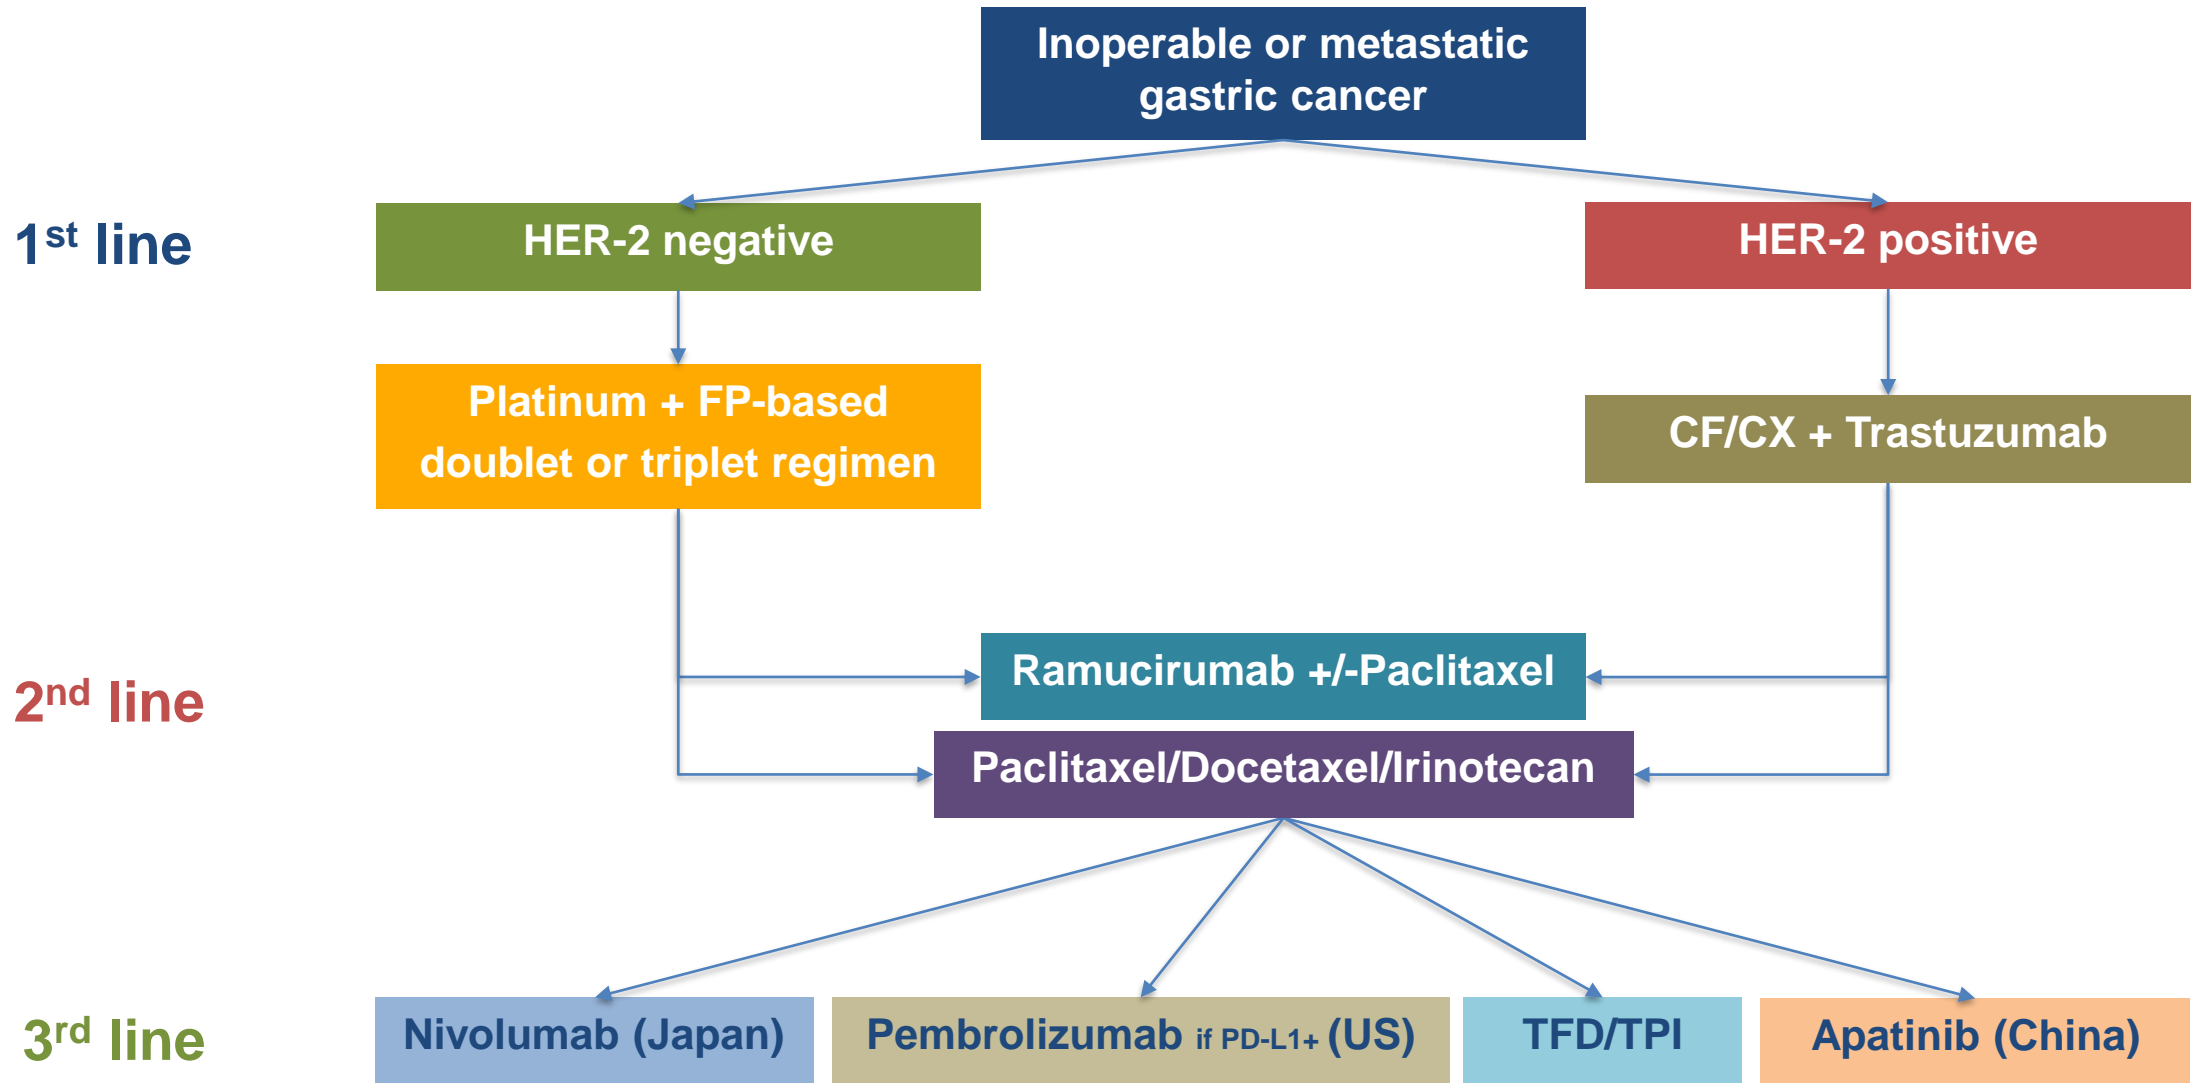 Inoperable or metastatic
gastric cancer
1st line
HER-2 negative
HER-2 positive
Platinum + FP-based
doublet or triplet regimen
CF/CX + Trastuzumab
2nd line
Ramucirumab +/-Paclitaxel
Paclitaxel/Docetaxel/Irinotecan
3rd line
Nivolumab (Japan)
Pembrolizumab if PD-L1+ (US)
TFD/TPI
Apatinib (China)